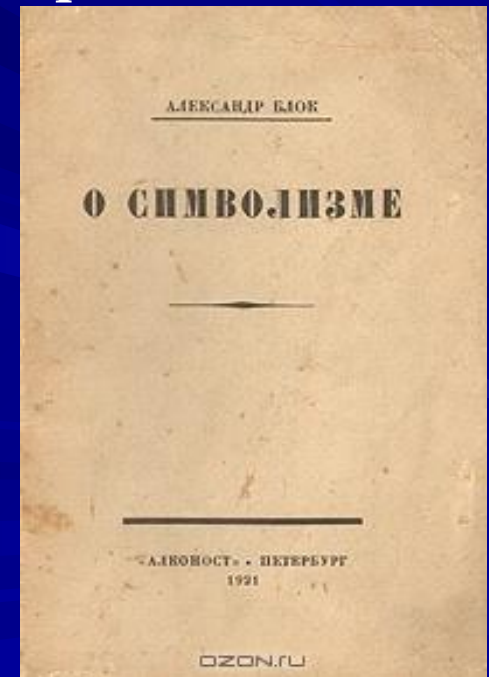 АЛЕКСАНДР БЛОК
О СИМВОЛИЗМЕ
«АЛКОНОСТ» • ПЕТЕРБУРГ
1921
OZON.RU